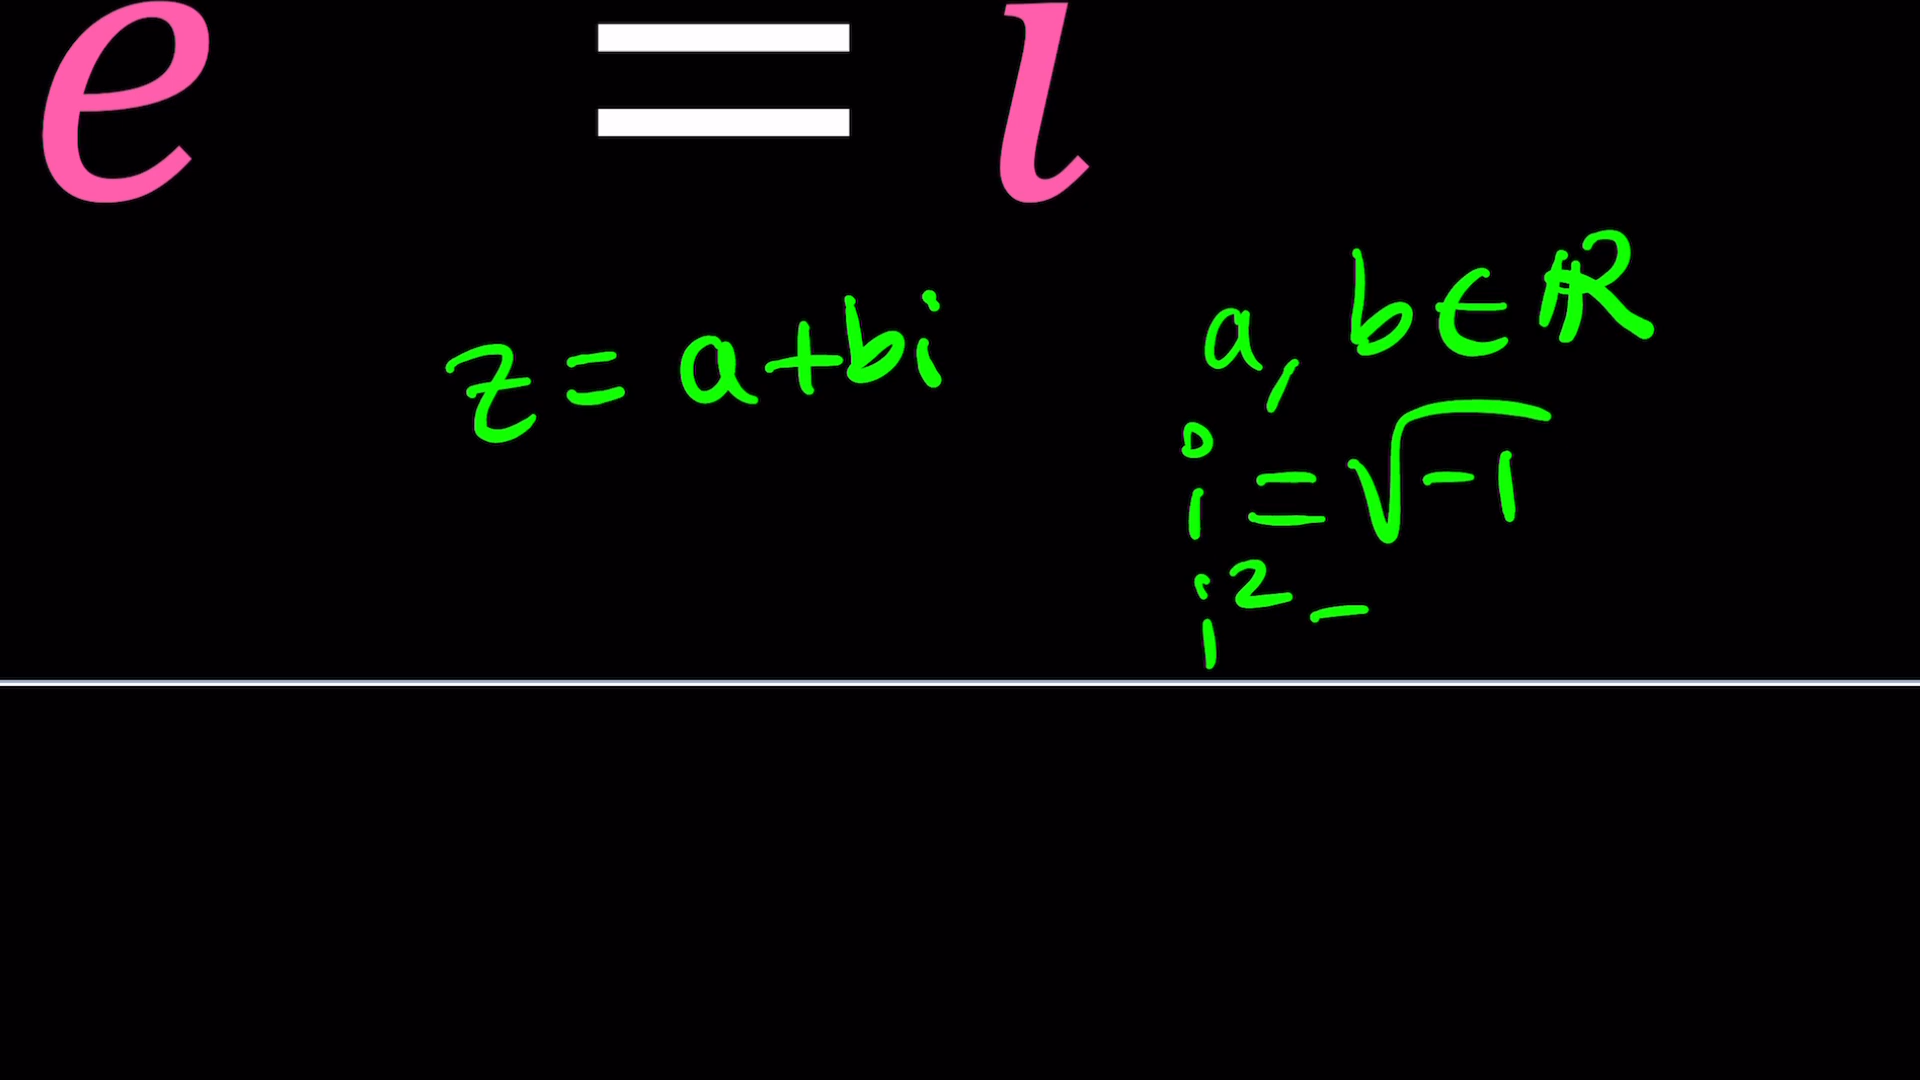 e = i
z = a+bi
a, b ∈ ℝ
i = √-1
i² -